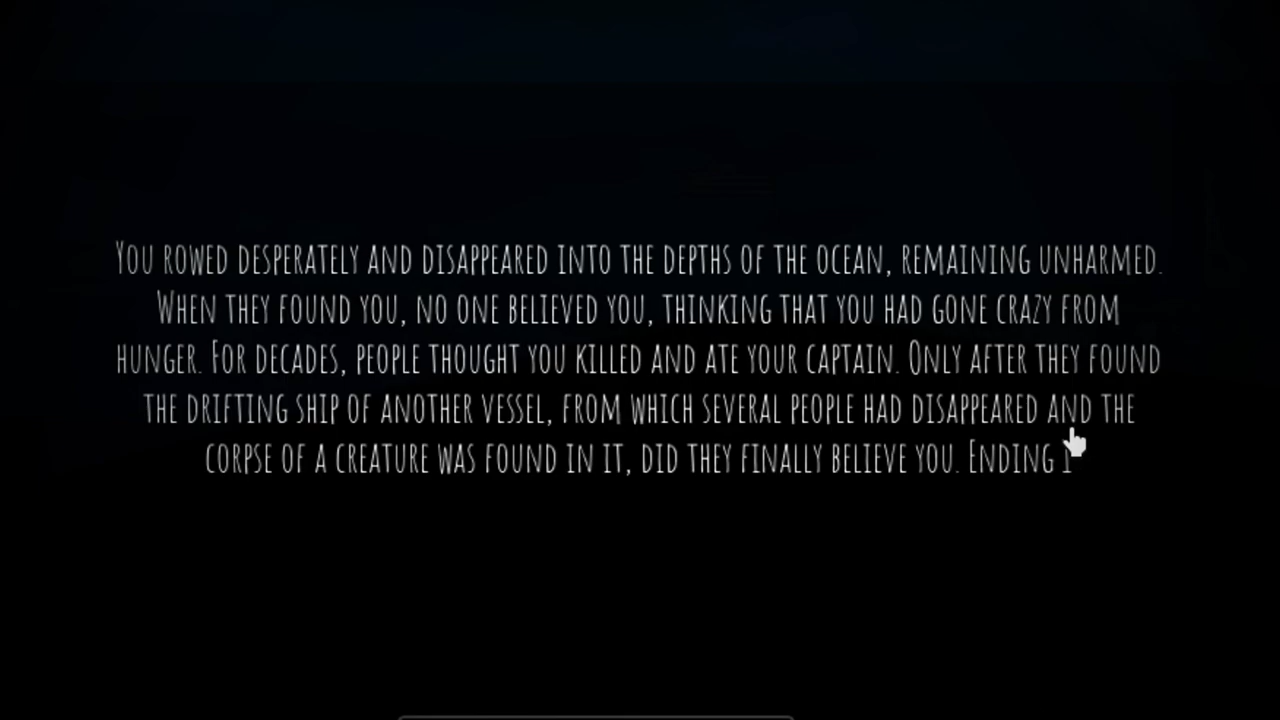 You rowed desperately and disappeared into the depths of the ocean, remaining unharmed.
When they found you, no one believed you, thinking that you had gone crazy from
hunger. For decades, people thought you killed and ate your captain. Only after they found
the drifting ship of another vessel, from which several people had disappeared and the
corpse of a creature was found in it, did they finally believe you. Ending 1